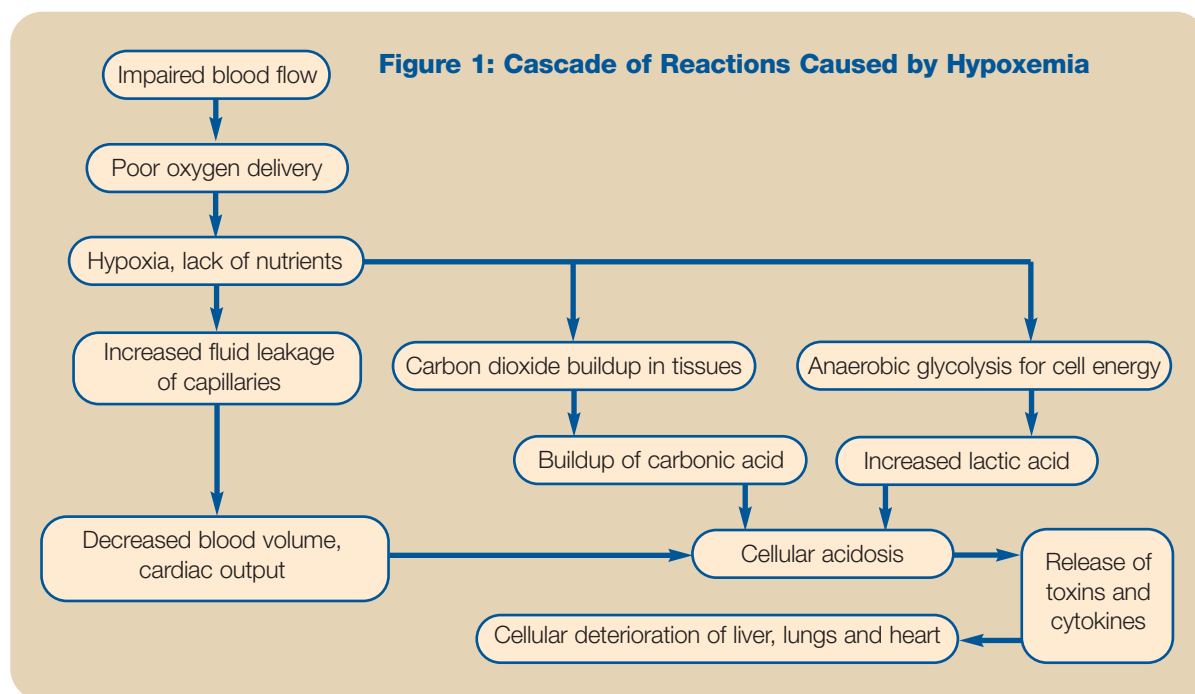 Figure 1: Cascade of Reactions Caused by Hypoxemia
Impaired blood flow
Poor oxygen delivery
Hypoxia, lack of nutrients
Increased fluid leakage
of capillaries
Carbon dioxide buildup in tissues
Anaerobic glycolysis for cell energy
Buildup of carbonic acid
Increased lactic acid
Decreased blood volume,
cardiac output
Cellular acidosis
Release of
toxins and
cytokines
Cellular deterioration of liver, lungs and heart